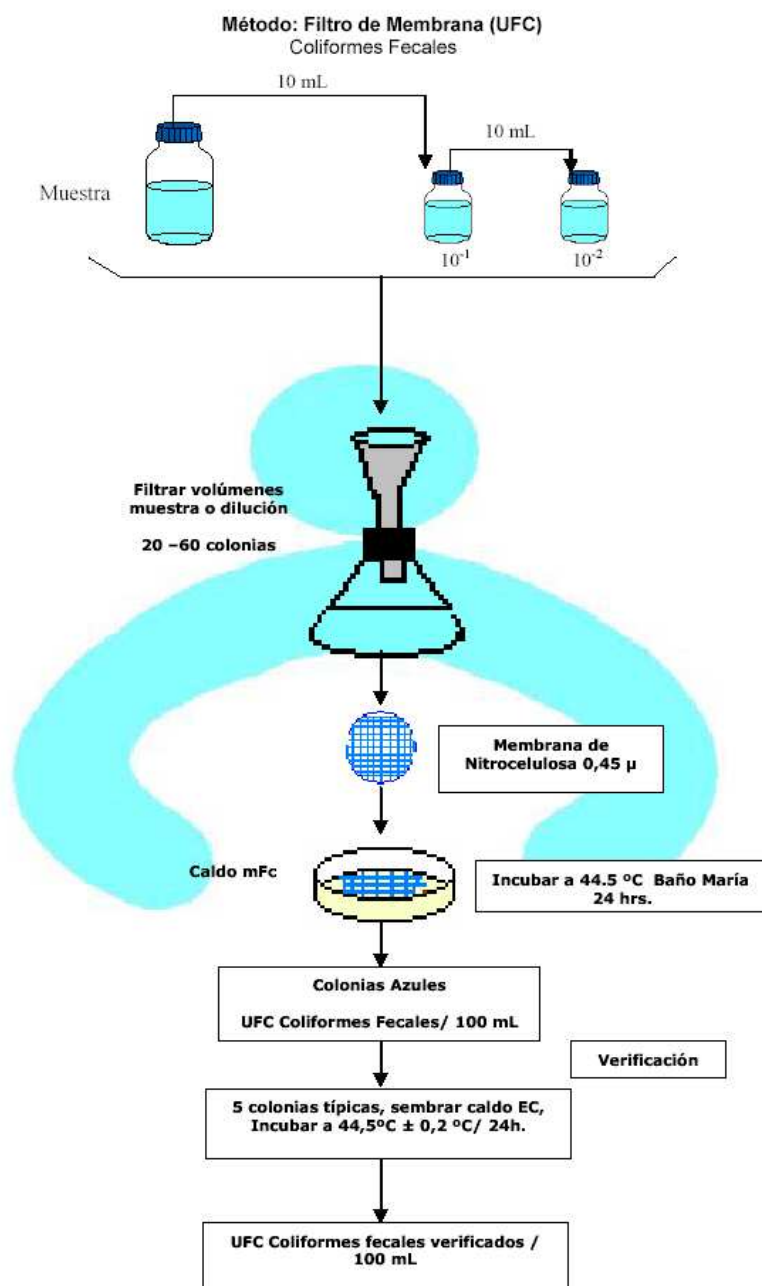 Método: Filtro de Membrana (UFC)
Coliformes Fecales
10 mL
10 mL
Muestra
10⁻¹
10⁻²
Filtrar volúmenes
muestra o dilución
20 –60 colonias
Membrana de
Nitrocelulosa 0,45 µ
Caldo mFc
Incubar a 44.5 ºC Baño María
24 hrs.
Colonias Azules
UFC Coliformes Fecales/ 100 mL
Verificación
5 colonias típicas, sembrar caldo EC,
Incubar a 44,5ºC ± 0,2 ºC/ 24h.
UFC Coliformes fecales verificados /
100 mL